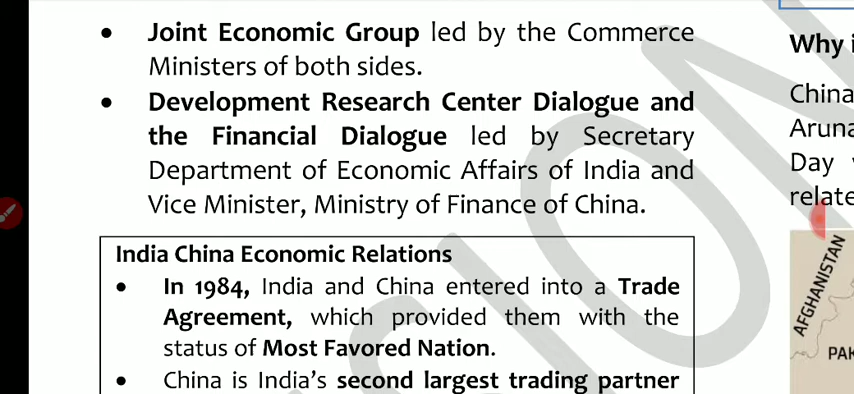 • Joint Economic Group led by the Commerce
Ministers of both sides.
• Development Research Center Dialogue and
the Financial Dialogue led by Secretary
Department of Economic Affairs of India and
Vice Minister, Ministry of Finance of China.
India China Economic Relations
• In 1984, India and China entered into a Trade
Agreement, which provided them with the
status of Most Favored Nation.
• China is India's second largest trading partner
Why i
China
Aruna
Day
relate
AFGHANISTAN
PAK